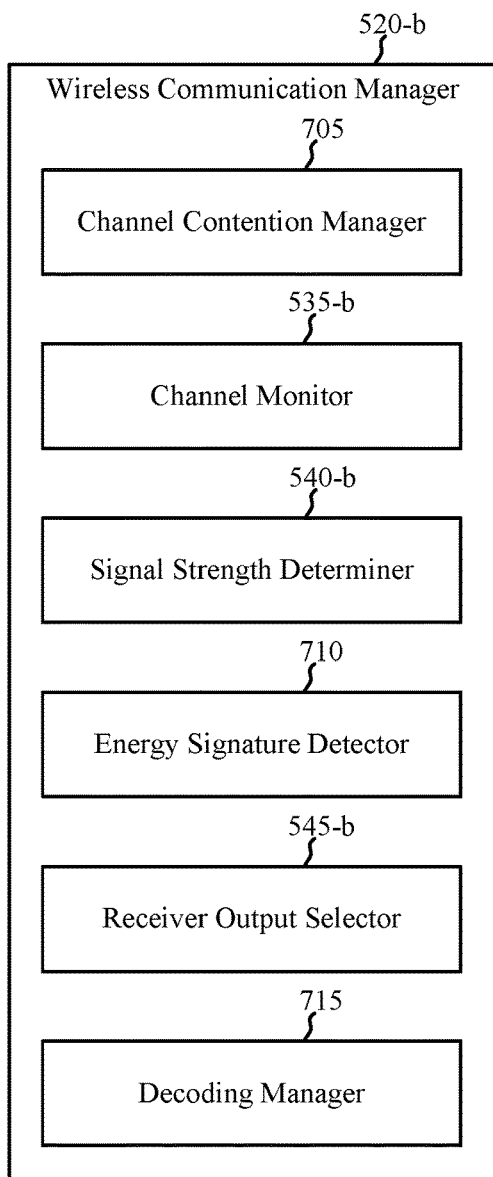 520-b
Wireless Communication Manager
705
Channel Contention Manager
535-b
Channel Monitor
540-b
Signal Strength Determiner
710
Energy Signature Detector
545-b
Receiver Output Selector
715
Decoding Manager